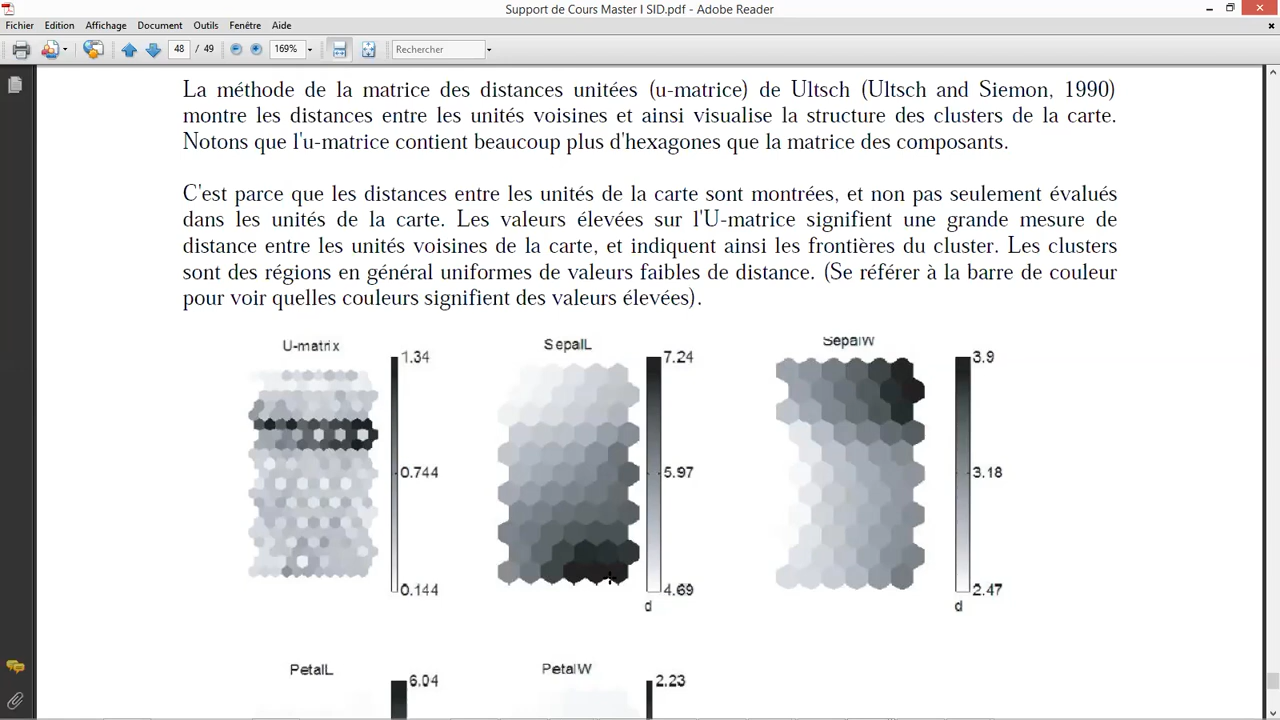 Support de Cours Master I SID.pdf - Adobe Reader
Fichier Edition Affichage Document Outils Fenêtre Aide
48 / 49 169% Rechercher
La méthode de la matrice des distances unitées (u-matrice) de Ultsch (Ultsch and Siemon, 1990)
montre les distances entre les unités voisines et ainsi visualise la structure des clusters de la carte.
Notons que l'u-matrice contient beaucoup plus d'hexagones que la matrice des composants.
C'est parce que les distances entre les unités de la carte sont montrées, et non pas seulement évalués
dans les unités de la carte. Les valeurs élevées sur l'U-matrice signifient une grande mesure de
distance entre les unités voisines de la carte, et indiquent ainsi les frontières du cluster. Les clusters
sont des régions en général uniformes de valeurs faibles de distance. (Se référer à la barre de couleur
pour voir quelles couleurs signifient des valeurs élevées).
U-matrix SepalL SepalW
1.34 7.24 3.9
0.744 5.97 3.18
0.144 4.69 2.47
d d
PetalL PetalW
6.04 2.23